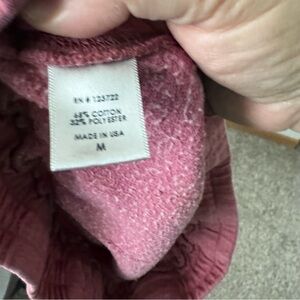 RN # 123722
68% COTTON
32% POLYESTER
MADE IN USA
M